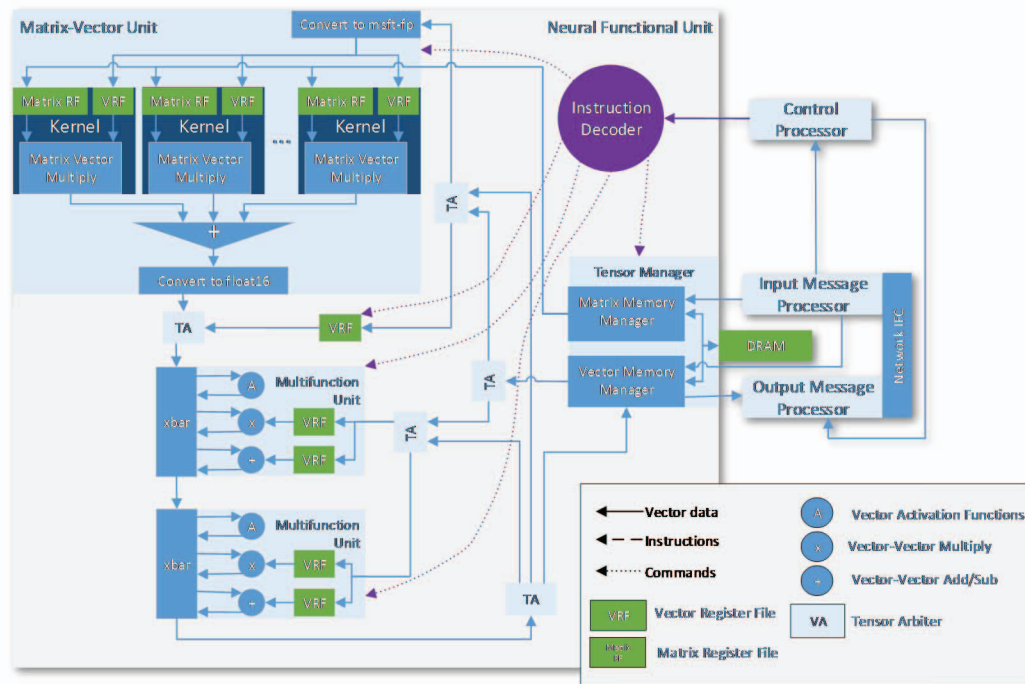 Matrix-Vector Unit
Convert to msft-fp
Neural Functional Unit
Matrix RF
VRF
Matrix RF
VRF
Matrix RF
VRF
Kernel
Kernel
...
Kernel
Matrix Vector
Multiply
Matrix Vector
Multiply
Matrix Vector
Multiply
+
Convert to float16
Instruction
Decoder
Control
Processor
TA
Tensor Manager
Matrix Memory
Manager
Vector Memory
Manager
Input Message
Processor
DRAM
Output Message
Processor
Network IFC
TA
VRF
TA
xbar
A
Multifunction
Unit
x
VRF
+
VRF
TA
xbar
A
Multifunction
Unit
x
VRF
+
VRF
TA
Vector data
Instructions
Commands
VRF
Vector Register File
Matrix
RF
Matrix Register File
A
Vector Activation Functions
x
Vector-Vector Multiply
+
Vector-Vector Add/Sub
VA
Tensor Arbiter